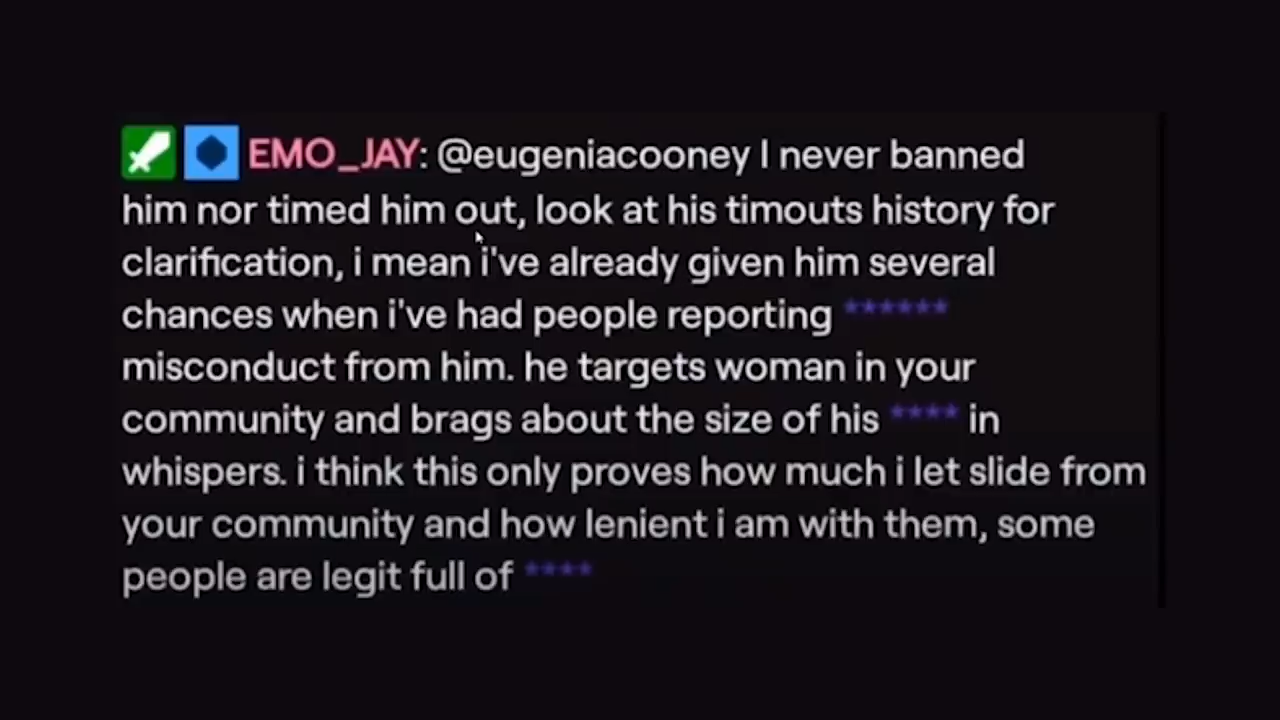 EMO_JAY: @eugeniacooney I never banned
him nor timed him out, look at his timouts history for
clarification, i mean i've already given him several
chances when i've had people reporting ******
misconduct from him. he targets woman in your
community and brags about the size of his **** in
whispers. i think this only proves how much i let slide from
your community and how lenient i am with them, some
people are legit full of ****